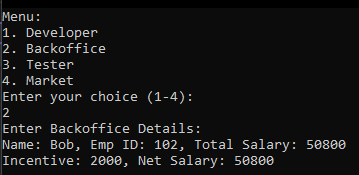 Menu:
1. Developer
2. Backoffice
3. Tester
4. Market
Enter your choice (1-4):
2
Enter Backoffice Details:
Name: Bob, Emp ID: 102, Total Salary: 50800
Incentive: 2000, Net Salary: 50800